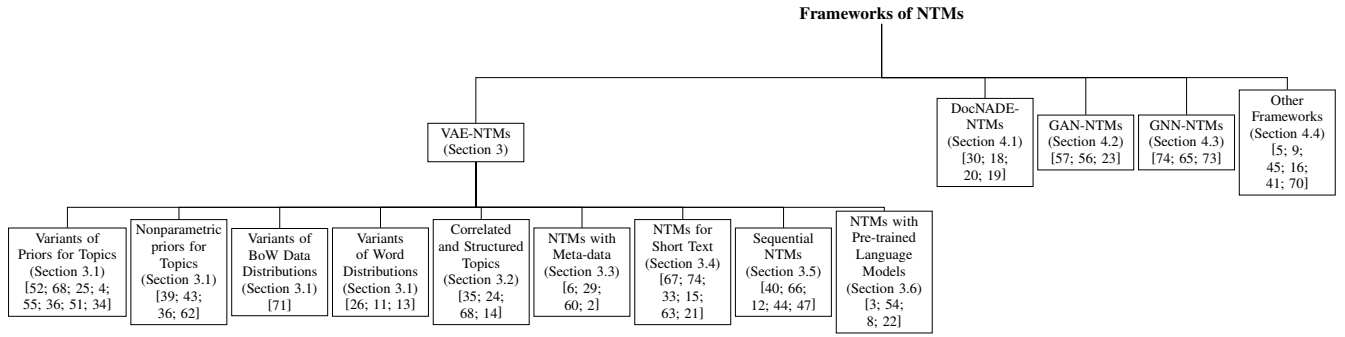 Frameworks of NTMs
VAE-NTMs
(Section 3)
DocNADE-
NTMs
(Section 4.1)
[30; 18;
20; 19]
GAN-NTMs
(Section 4.2)
[57; 56; 23]
GNN-NTMs
(Section 4.3)
[74; 65; 73]
Other
Frameworks
(Section 4.4)
[5; 9;
45; 16;
41; 70]
Variants of
Priors for Topics
(Section 3.1)
[52; 68; 25; 4;
55; 36; 51; 34]
Nonparametric
priors for
Topics
(Section 3.1)
[39; 43;
36; 62]
Variants of
BoW Data
Distributions
(Section 3.1)
[71]
Variants
of Word
Distributions
(Section 3.1)
[26; 11; 13]
Correlated
and Structured
Topics
(Section 3.2)
[35; 24;
68; 14]
NTMs with
Meta-data
(Section 3.3)
[6; 29;
60; 2]
NTMs for
Short Text
(Section 3.4)
[67; 74;
33; 15;
63; 21]
Sequential
NTMs
(Section 3.5)
[40; 66;
12; 44; 47]
NTMs with
Pre-trained
Language
Models
(Section 3.6)
[3; 54;
8; 22]